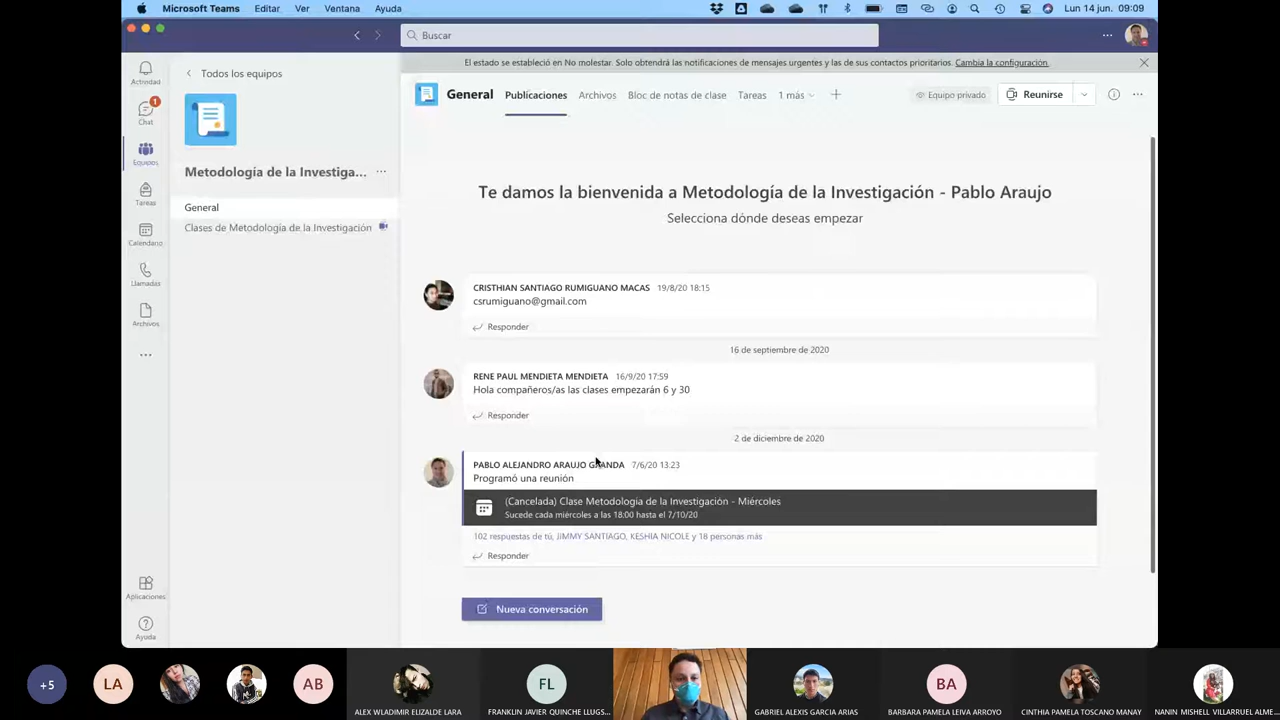 Microsoft Teams Editar Ver Ventana Ayuda Lun 14 jun. 09:09
Buscar
El estado se estableció en No molestar. Solo obtendrá las notificaciones de mensajes urgentes y las de sus contactos prioritarios. Cambia la configuración.
Actividad
Chat
1
Equipos
Tareas
Calendario
Llamadas
Archivos
Aplicaciones
Ayuda
Todos los equipos
Metodología de la Investiga...
General
Clases de Metodología de la Investigación
General Publicaciones Archivos Bloc de notas de clase Tareas 1 más
Equipo privado Reunirse
Te damos la bienvenida a Metodología de la Investigación - Pablo Araujo
Selecciona dónde deseas empezar
CRISTHIAN SANTIAGO RUMIGUANO MACAS 19/8/20 18:15
csrumiguano@gmail.com
Responder
16 de septiembre de 2020
RENE PAUL MENDIETA MENDIETA 16/9/20 17:59
Hola compañeros/as las clases empezarán 6 y 30
Responder
2 de diciembre de 2020
PABLO ALEJANDRO ARAUJO GRANDA 7/6/20 13:23
Programó una reunión
(Cancelada) Clase Metodología de la Investigación - Miércoles
Sucede cada miércoles a las 18:00 hasta el 7/10/20
102 respuestas de tú, JIMMY SANTIAGO, KESHIA NICOLE y 18 personas más
Responder
Nueva conversación
+5
LA
AB
ALEX WLADIMIR ELIZALDE LARA
FL
FRANKLIN JAVIER QUINCHE LLUGS...
GABRIEL ALEXIS GARCIA ARIAS
BA
BARBARA PAMELA LEIVA ARROYO
CINTHIA PAMELA TOSCANO MANAY
NANIN MISHELL VILLARRUEL ALME